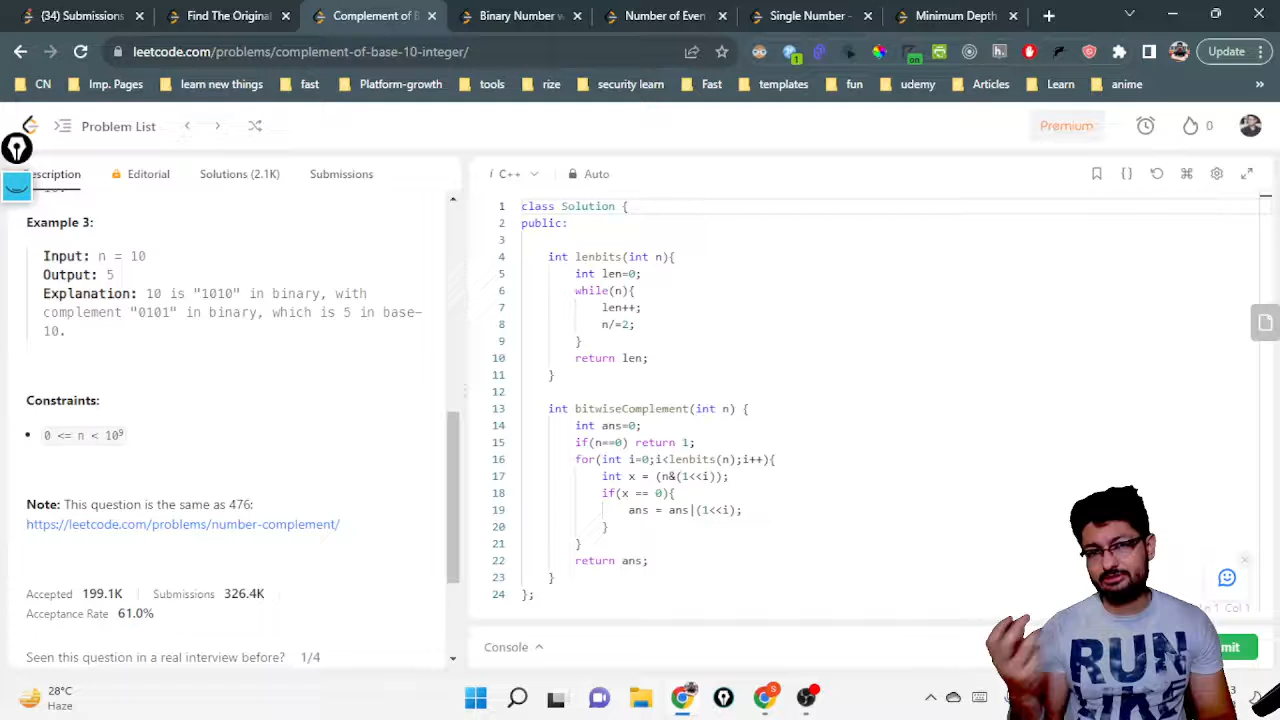 (34) Submissions
Find The Original
Complement of B
Binary Number w
Number of Even
Single Number -
Minimum Depth
leetcode.com/problems/complement-of-base-10-integer/
1
on
Update
CN
Imp. Pages
learn new things
fast
Platform-growth
tools
rize
security learn
Fast
templates
fun
udemy
Articles
Learn
anime
»
Problem List
Premium
0
escription
Editorial
Solutions (2.1K)
Submissions
i C++
Auto
Example 3:
Input: n = 10
Output: 5
Explanation: 10 is "1010" in binary, with
complement "0101" in binary, which is 5 in base-
10.
Constraints:
0 <= n < 10⁹
Note: This question is the same as 476:
https://leetcode.com/problems/number-complement/
Accepted 199.1K Submissions 326.4K
Acceptance Rate 61.0%
Seen this question in a real interview before? 1/4
1 class Solution {
2 public:
3
4 int lenbits(int n){
5 int len=0;
6 while(n){
7 len++;
8 n/=2;
9 }
10 return len;
11 }
12
13 int bitwiseComplement(int n) {
14 int ans=0;
15 if(n==0) return 1;
16 for(int i=0;i<lenbits(n);i++){
17 int x = (n&(1<<i));
18 if(x == 0){
19 ans = ans|(1<<i);
20 }
21 }
22 return ans;
23 }
24 };
Console
mit
RUN
28°C
Haze